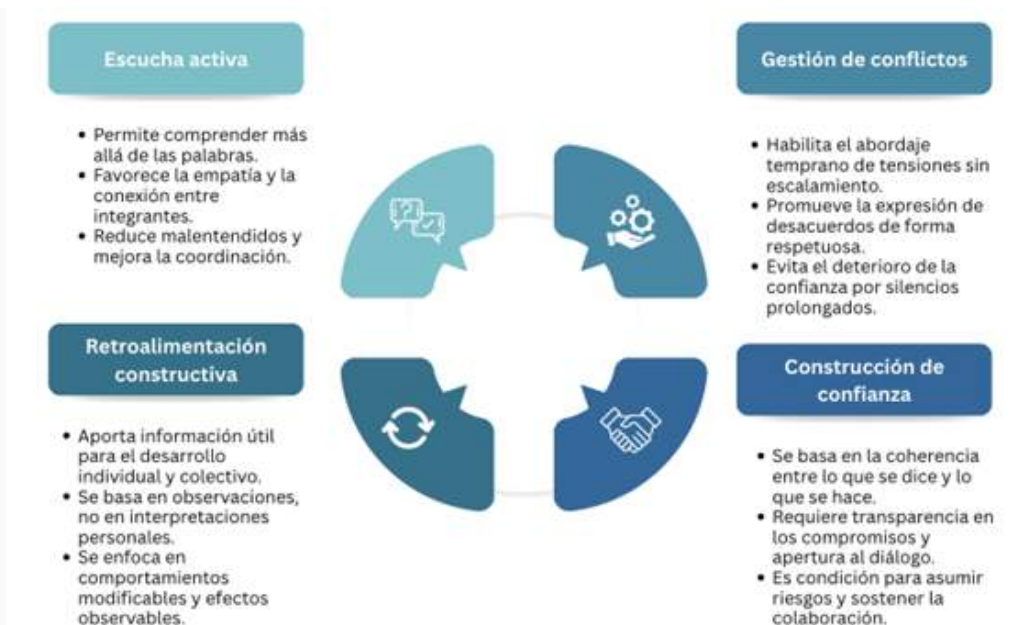 Escucha activa
• Permite comprender más
allá de las palabras.
• Favorece la empatía y la
conexión entre
integrantes.
• Reduce malentendidos y
mejora la coordinación.
Gestión de conflictos
• Habilita el abordaje
temprano de tensiones sin
escalamiento.
• Promueve la expresión de
desacuerdos de forma
respetuosa.
• Evita el deterioro de la
confianza por silencios
prolongados.
Retroalimentación
constructiva
• Aporta información útil
para el desarrollo
individual y colectivo.
• Se basa en observaciones,
no en interpretaciones
personales.
• Se enfoca en
comportamientos
modificables y efectos
observables.
Construcción de
confianza
• Se basa en la coherencia
entre lo que se dice y lo
que se hace.
• Requiere transparencia en
los compromisos y
apertura al diálogo.
• Es condición para asumir
riesgos y sostener la
colaboración.